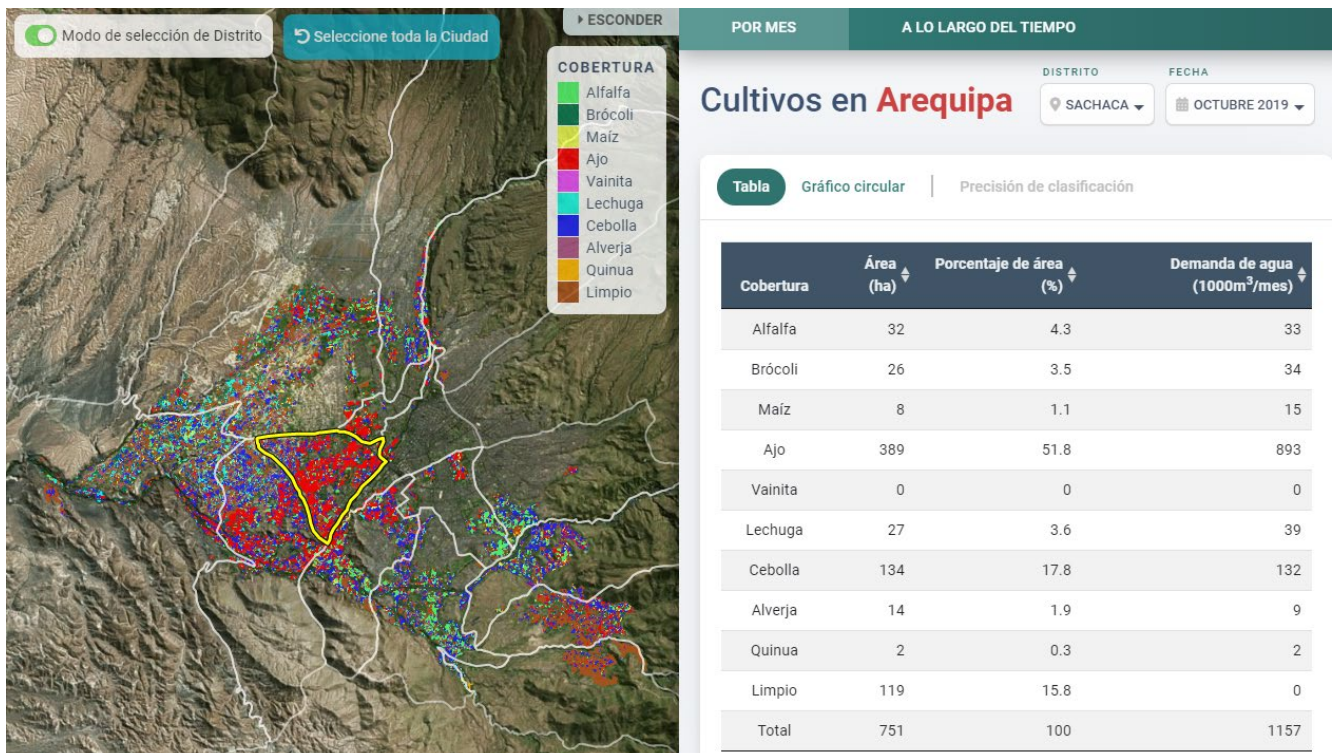 Modo de selección de Distrito
Seleccione toda la Ciudad
ESCONDER
COBERTURA
Alfalfa
Brócoli
Maíz
Ajo
Vainita
Lechuga
Cebolla
Alverja
Quinua
Limpio
POR MES A LO LARGO DEL TIEMPO
DISTRITO FECHA
Cultivos en Arequipa SACHACA OCTUBRE 2019
Tabla Gráfico circular Precisión de clasificación
Cobertura Área (ha) Porcentaje de área (%) Demanda de agua (1000m³/mes)
Alfalfa 32 4.3 33
Brócoli 26 3.5 34
Maíz 8 1.1 15
Ajo 389 51.8 893
Vainita 0 0 0
Lechuga 27 3.6 39
Cebolla 134 17.8 132
Alverja 14 1.9 9
Quinua 2 0.3 2
Limpio 119 15.8 0
Total 751 100 1157